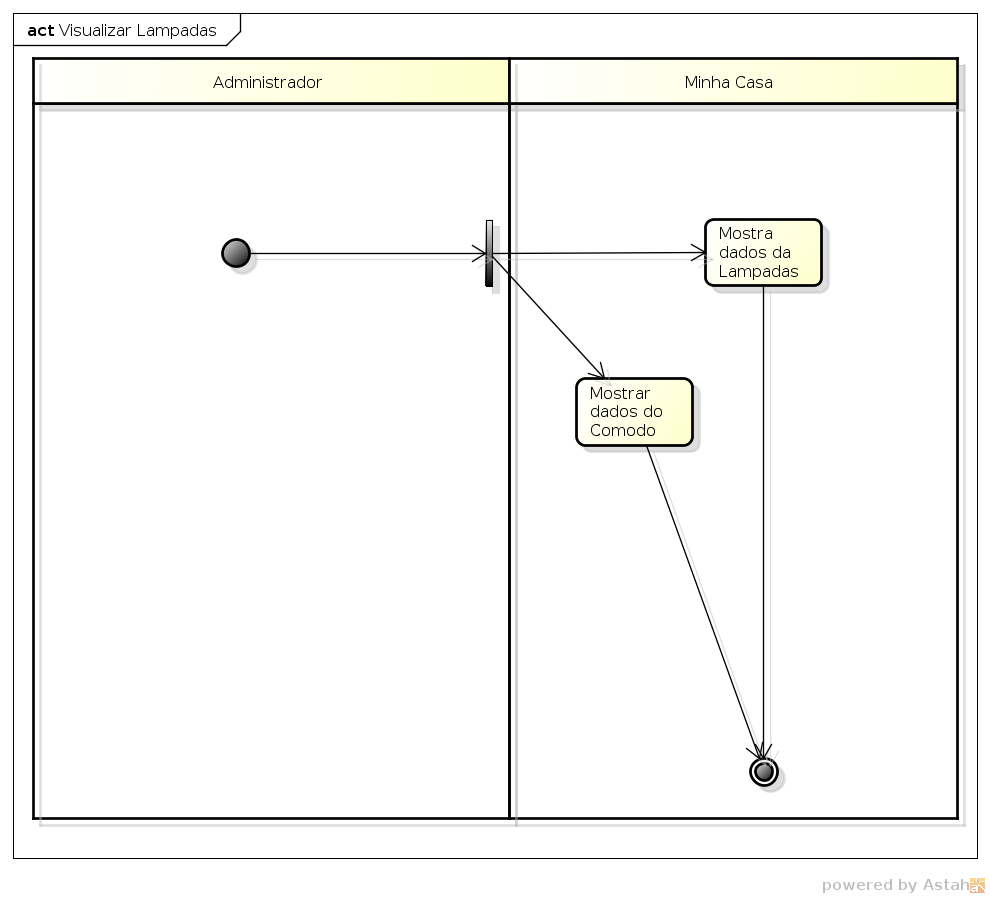 act Visualizar Lampadas
Administrador
Minha Casa
Mostra
dados da
Lampadas
Mostrar
dados do
Comodo
powered by Astah